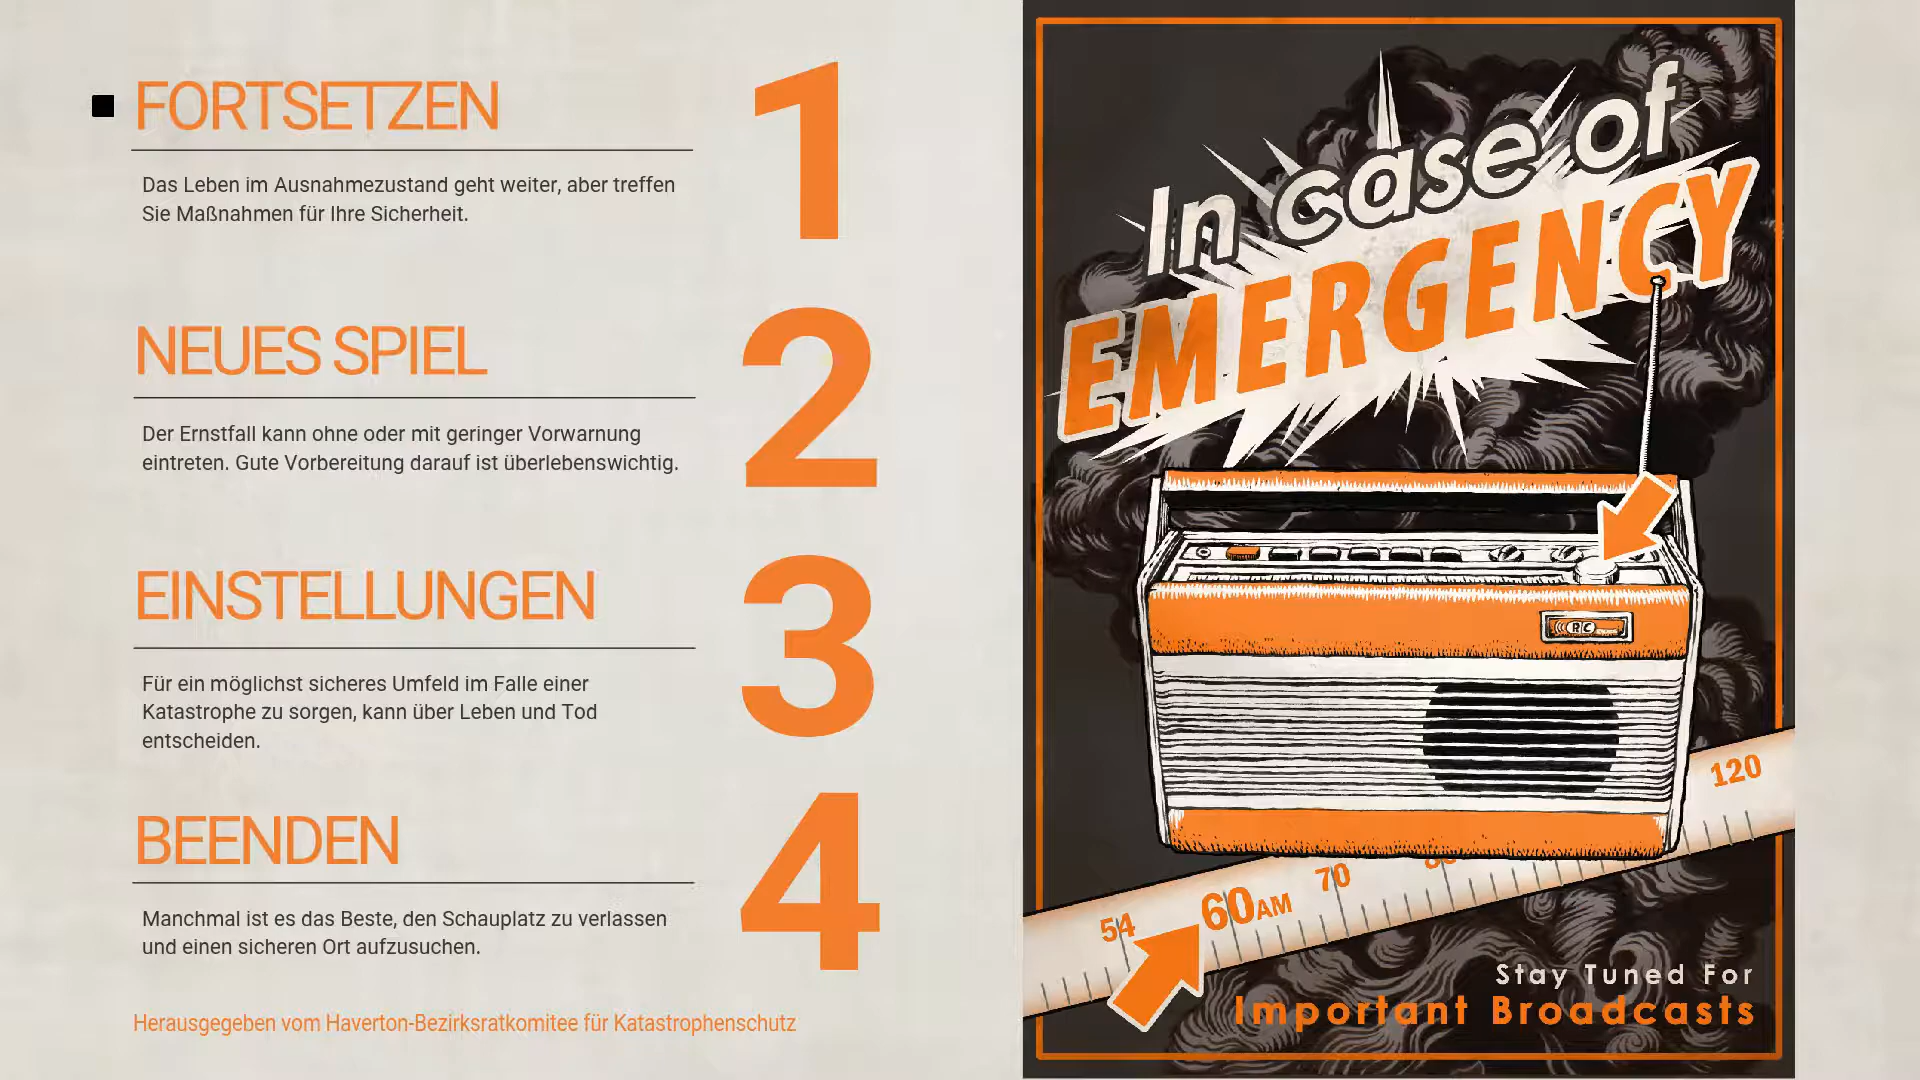 FORTSETZEN
Das Leben im Ausnahmezustand geht weiter, aber treffen
Sie Maßnahmen für Ihre Sicherheit.
1
NEUES SPIEL
Der Ernstfall kann ohne oder mit geringer Vorwarnung
eintreten. Gute Vorbereitung darauf ist überlebenswichtig.
2
EINSTELLUNGEN
Für ein möglichst sicheres Umfeld im Falle einer
Katastrophe zu sorgen, kann über Leben und Tod
entscheiden.
3
BEENDEN
Manchmal ist es das Beste, den Schauplatz zu verlassen
und einen sicheren Ort aufzusuchen.
4
Herausgegeben vom Haverton-Bezirksratkomitee für Katastrophenschutz
In case of
EMERGENCY
RC
54 60AM 70 120
Stay Tuned For
Important Broadcasts